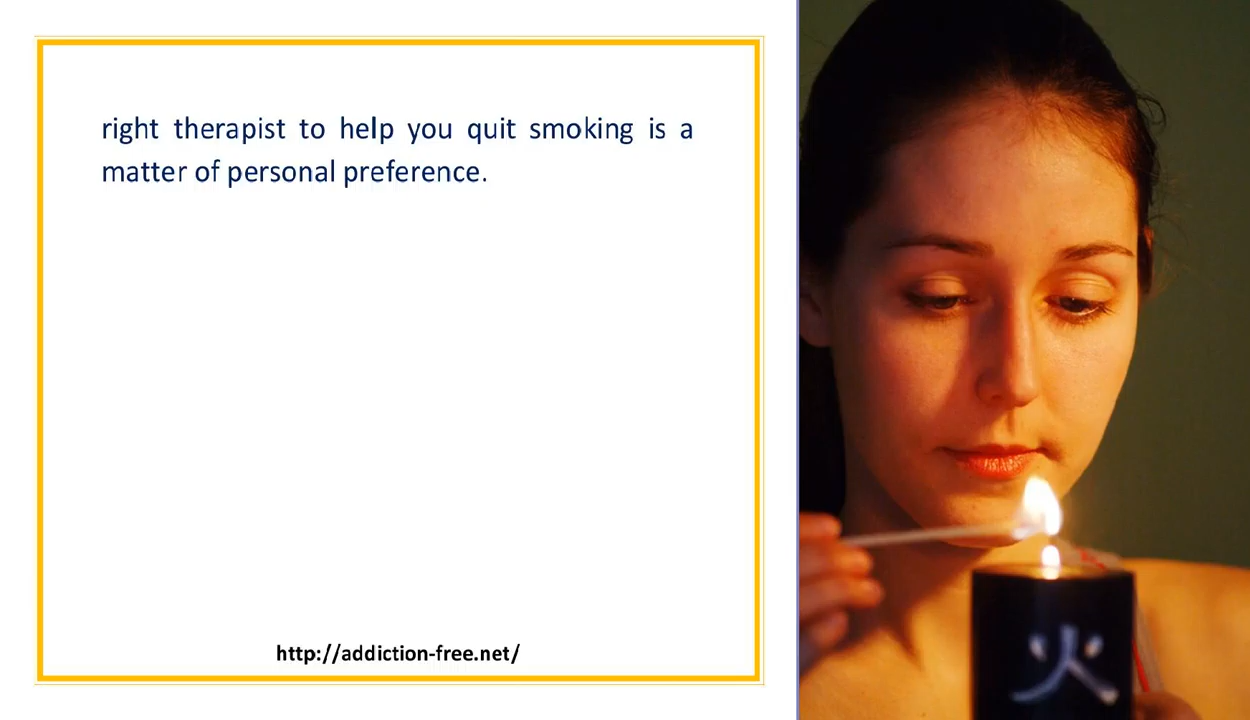 right therapist to help you quit smoking is a
matter of personal preference.
http://addiction-free.net/
火